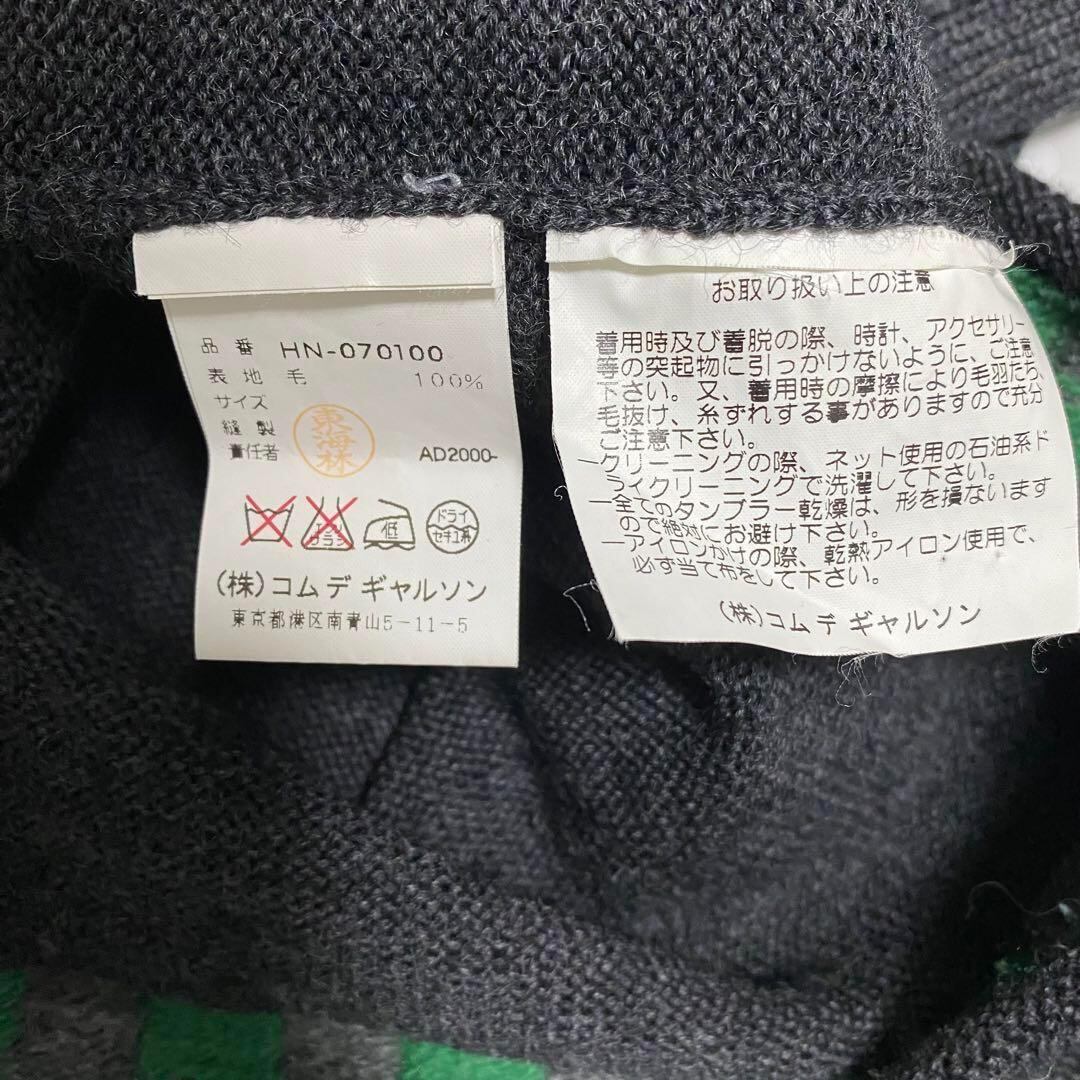 品番 HN-070100
表地 毛 100%
サイズ
縫製
責任者 東海林 AD2000-
エンソサラシ 低 ドライ セキユ系
(株)コム デ ギャルソン
東京都港区南青山5-11-5
お取り扱い上の注意
着用時及び着脱の際、時計、アクセサリー
等の突起物に引っかけないように、ご注意
下さい。又、着用時の摩擦により毛羽たち、
毛抜け、糸ずれする事がありますので充分
ご注意下さい。
―クリーニングの際、ネット使用の石油系ド
ライクリーニングで洗濯して下さい。
―全てのタンブラー乾燥は、形を損ないます
ので絶対にお避け下さい。
―アイロンかけの際、乾熱アイロン使用で、
必ず当て布をして下さい。
(株)コム デ ギャルソン